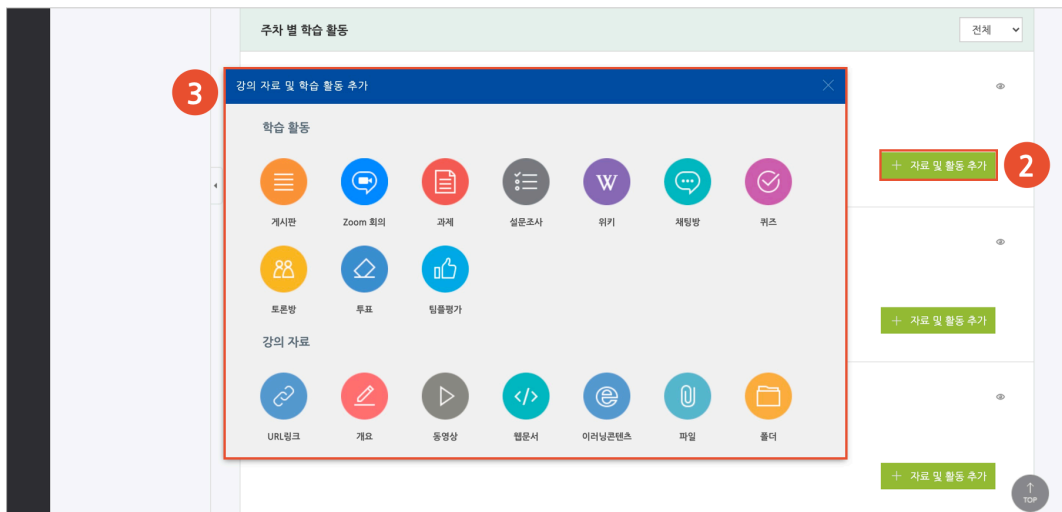 주차 별 학습 활동
전체
3
강의 자료 및 학습 활동 추가
학습 활동
+ 자료 및 활동 추가
2
게시판
Zoom 회의
과제
설문조사
W
위키
채팅방
퀴즈
토론방
투표
팀플평가
+ 자료 및 활동 추가
강의 자료
URL링크
개요
동영상
</>
웹문서
e
이러닝콘텐츠
파일
폴더
+ 자료 및 활동 추가
TOP